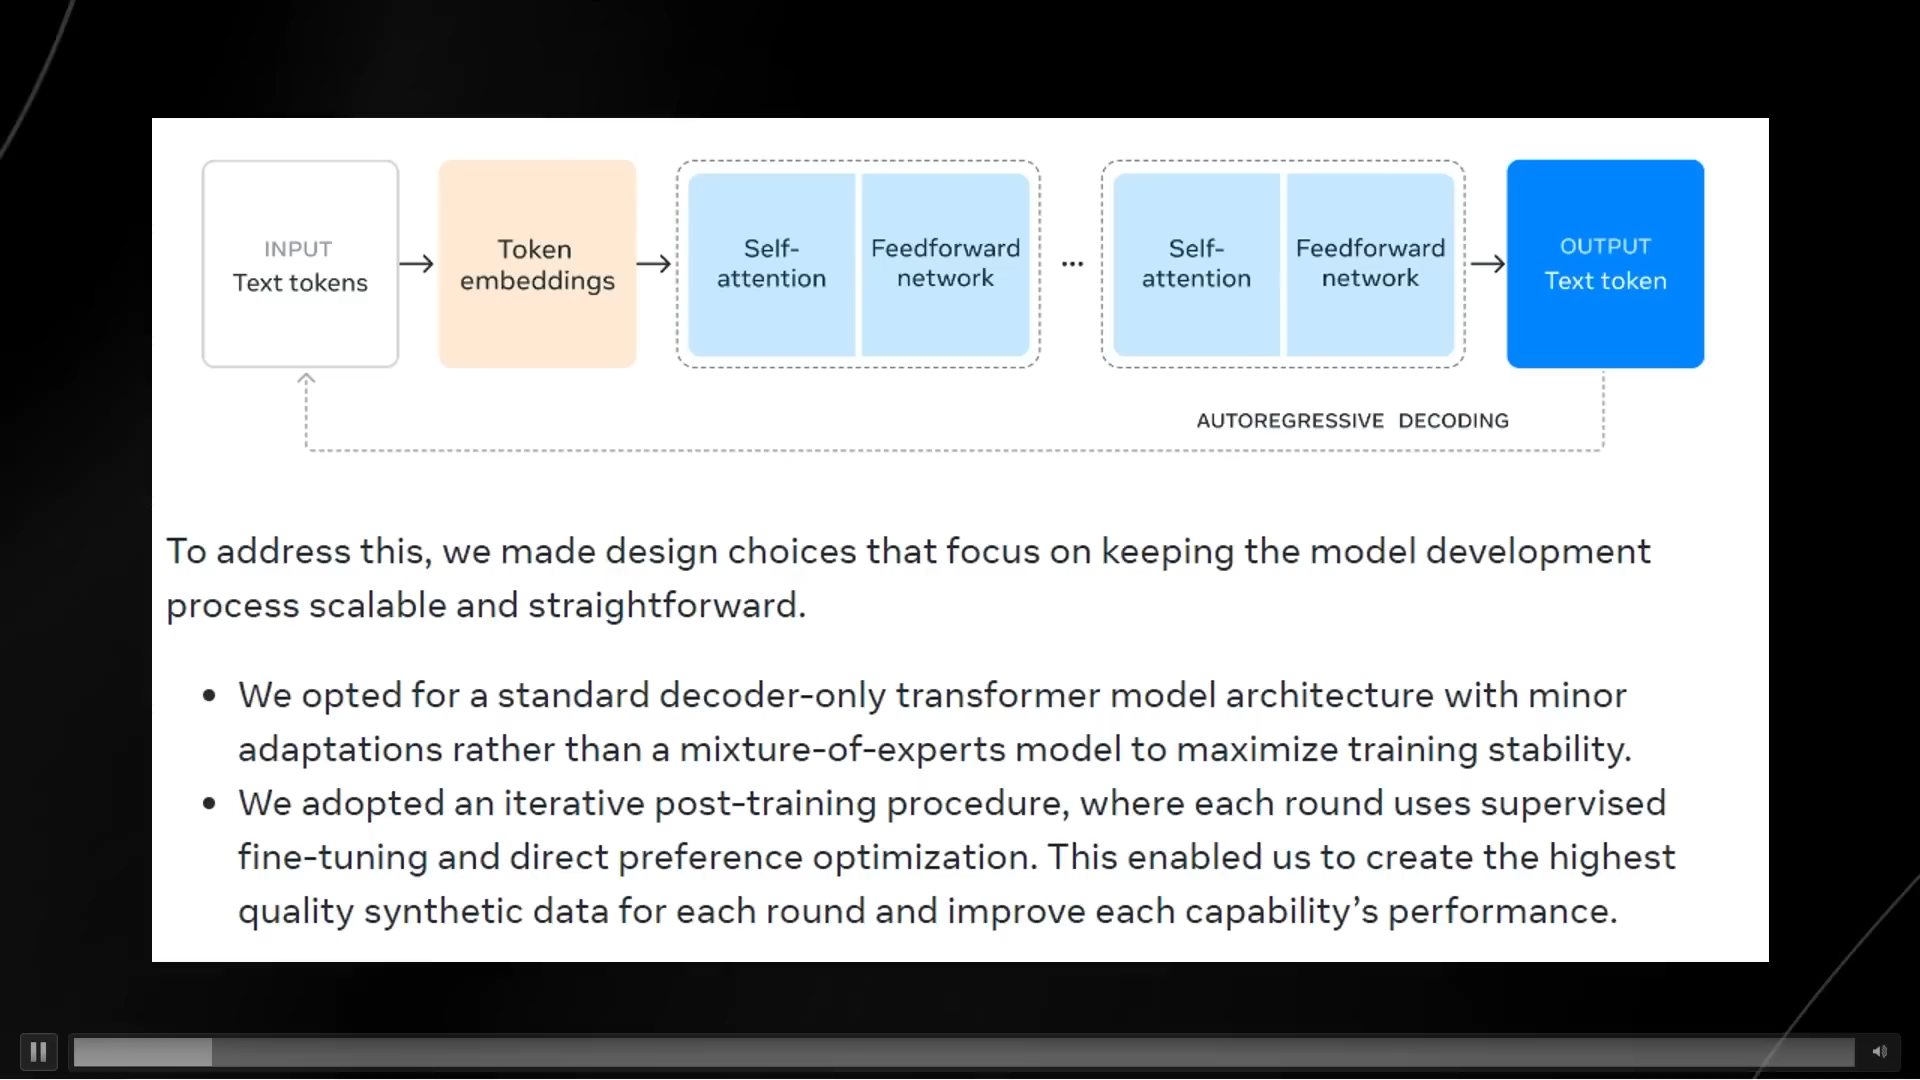 INPUT
Text tokens
Token
embeddings
Self-
attention
Feedforward
network
...
Self-
attention
Feedforward
network
OUTPUT
Text token
AUTOREGRESSIVE DECODING
To address this, we made design choices that focus on keeping the model development
process scalable and straightforward.
• We opted for a standard decoder-only transformer model architecture with minor
adaptations rather than a mixture-of-experts model to maximize training stability.
• We adopted an iterative post-training procedure, where each round uses supervised
fine-tuning and direct preference optimization. This enabled us to create the highest
quality synthetic data for each round and improve each capability’s performance.